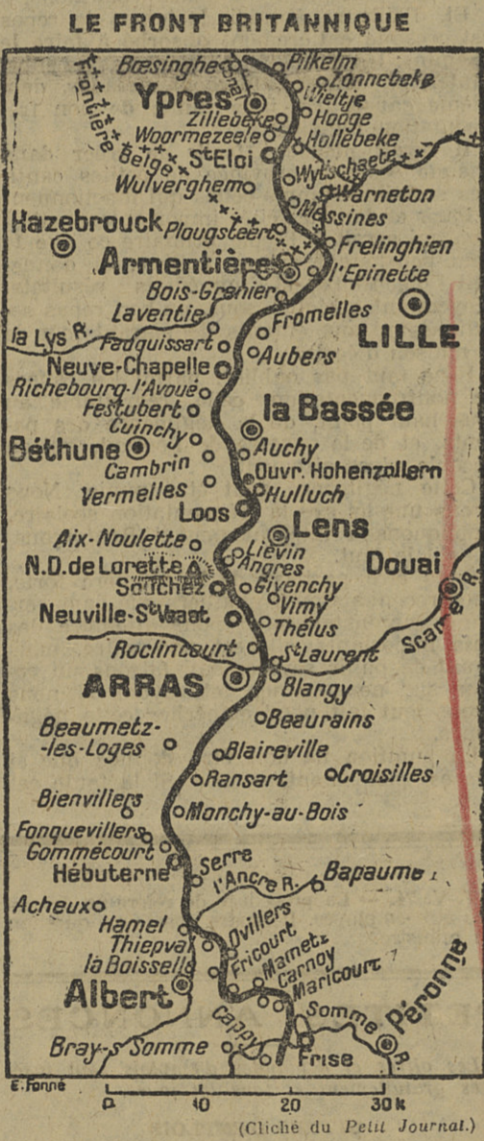 LE FRONT BRITANNIQUE
Bœsinghe
Pilkelm
Zonnebeke
Wieltje
Ypres
Hooge
Frontière
Zillebeke
Woormezeele
Hollebeke
Belge
St Eloi
Wytschaete
Wulverghem
Warneton
Messines
Hazebrouck
Plougsteert
Frelinghien
Armentières
l'Epinette
Bois-Grenier
Laventie
Fromelles
LILLE
la Lys R.
Fauquissart
Aubers
Neuve-Chapelle
Richebourg-l'Avoué
Festubert
la Bassée
Cuinchy
Béthune
Auchy
Cambrin
Ouvr. Hohenzollern
Vermelles
Hulluch
Loos
Lens
Aix-Noulette
Liévin
Douai
N.D. de Lorette
Angres
Souchez
Givenchy
Vimy
Neuville-St Vaast
Thélus
Scarpe R.
Roclincourt
St Laurent
ARRAS
Blangy
Beaurains
Beaumetz-
-les-Loges
Blaireville
Ransart
Croisilles
Bienvillers
Monchy-au-Bois
Fonquevillers
Gommécourt
Hébuterne
Serre
l'Ancre R.
Bapaume
Acheux
Hamel
Ovillers
Thiepval
la Boisselle
Fricourt
Mametz
Carnoy
Maricourt
Albert
Péronne
Cappy
Somme
R.
Bray-s Somme
Frise
E. Fonné
0 10 20 30k
(Cliché du Petit Journal.)